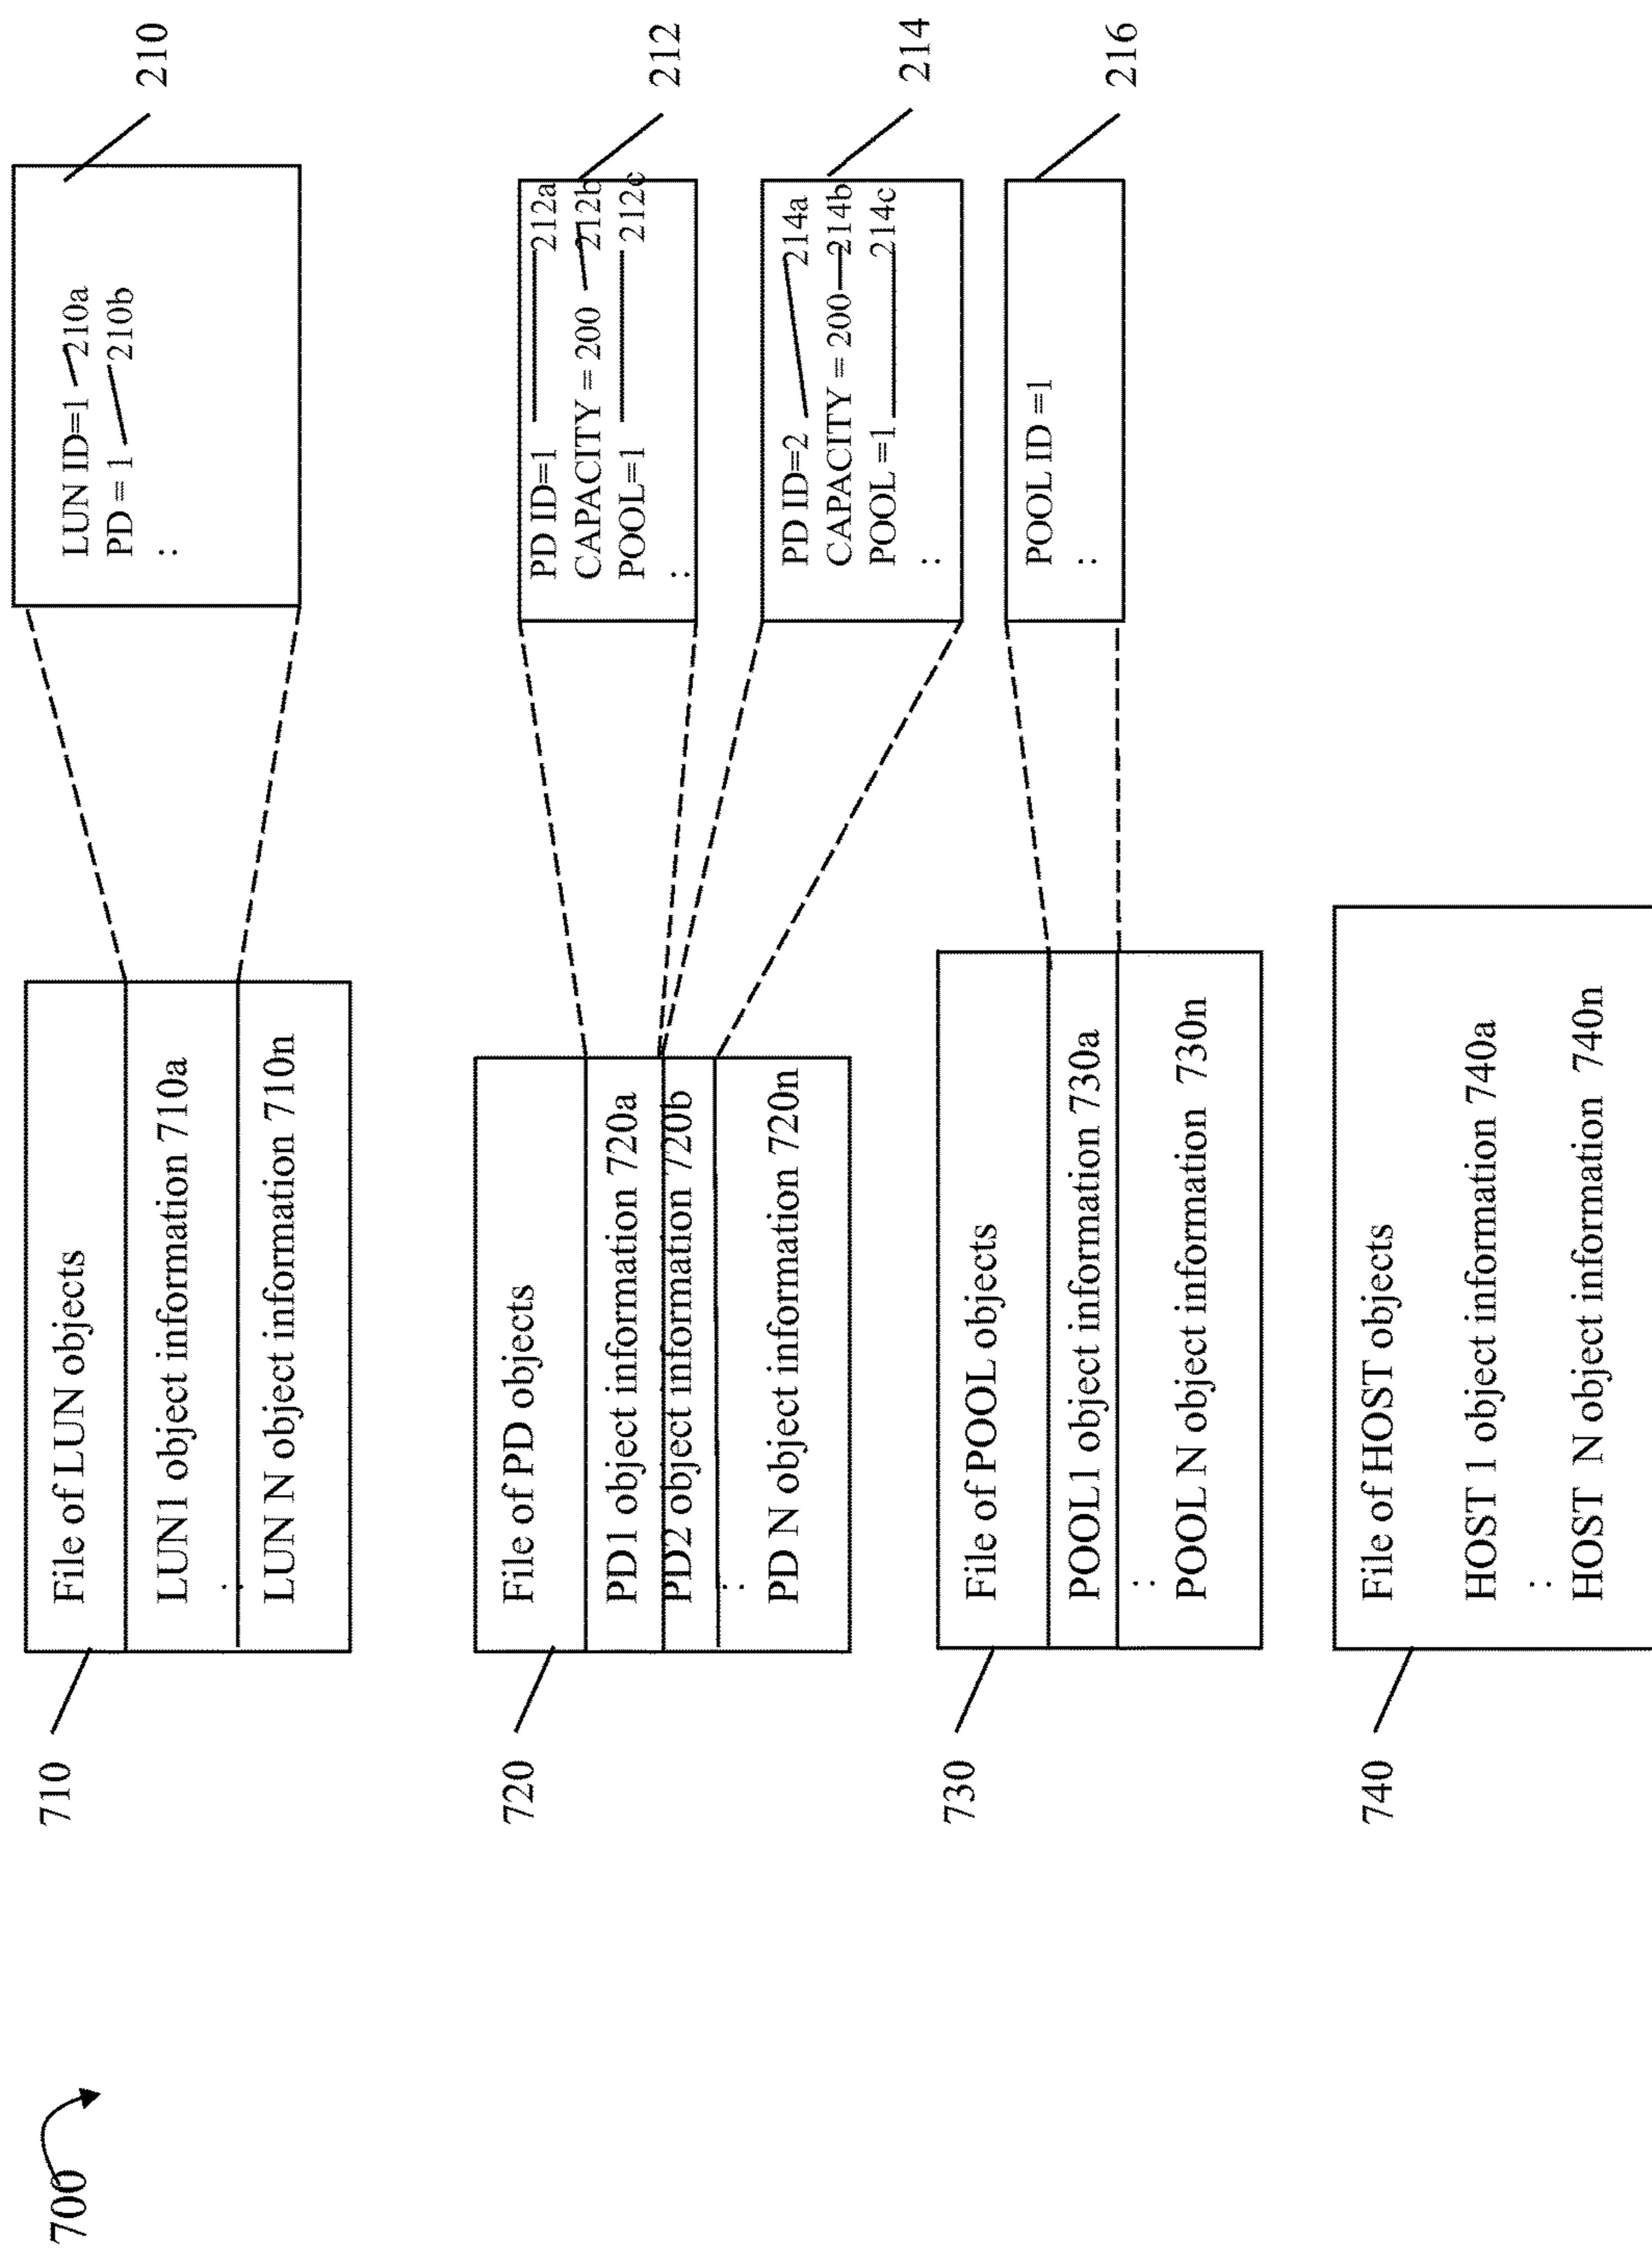 700
710
File of LUN objects
LUN1 object information 710a
:
LUN N object information 710n
210
LUN ID=1 210a
PD = 1 210b
:
720
File of PD objects
PD1 object information 720a
PD2 object information 720b
:
PD N object information 720n
212
PD ID=1 212a
CAPACITY = 200 212b
POOL=1 212c
:
214
PD ID=2 214a
CAPACITY = 200 214b
POOL =1 214c
:
730
File of POOL objects
POOL1 object information 730a
:
POOL N object information 730n
216
POOL ID =1
:
740
File of HOST objects
HOST 1 object information 740a
:
HOST N object information 740n